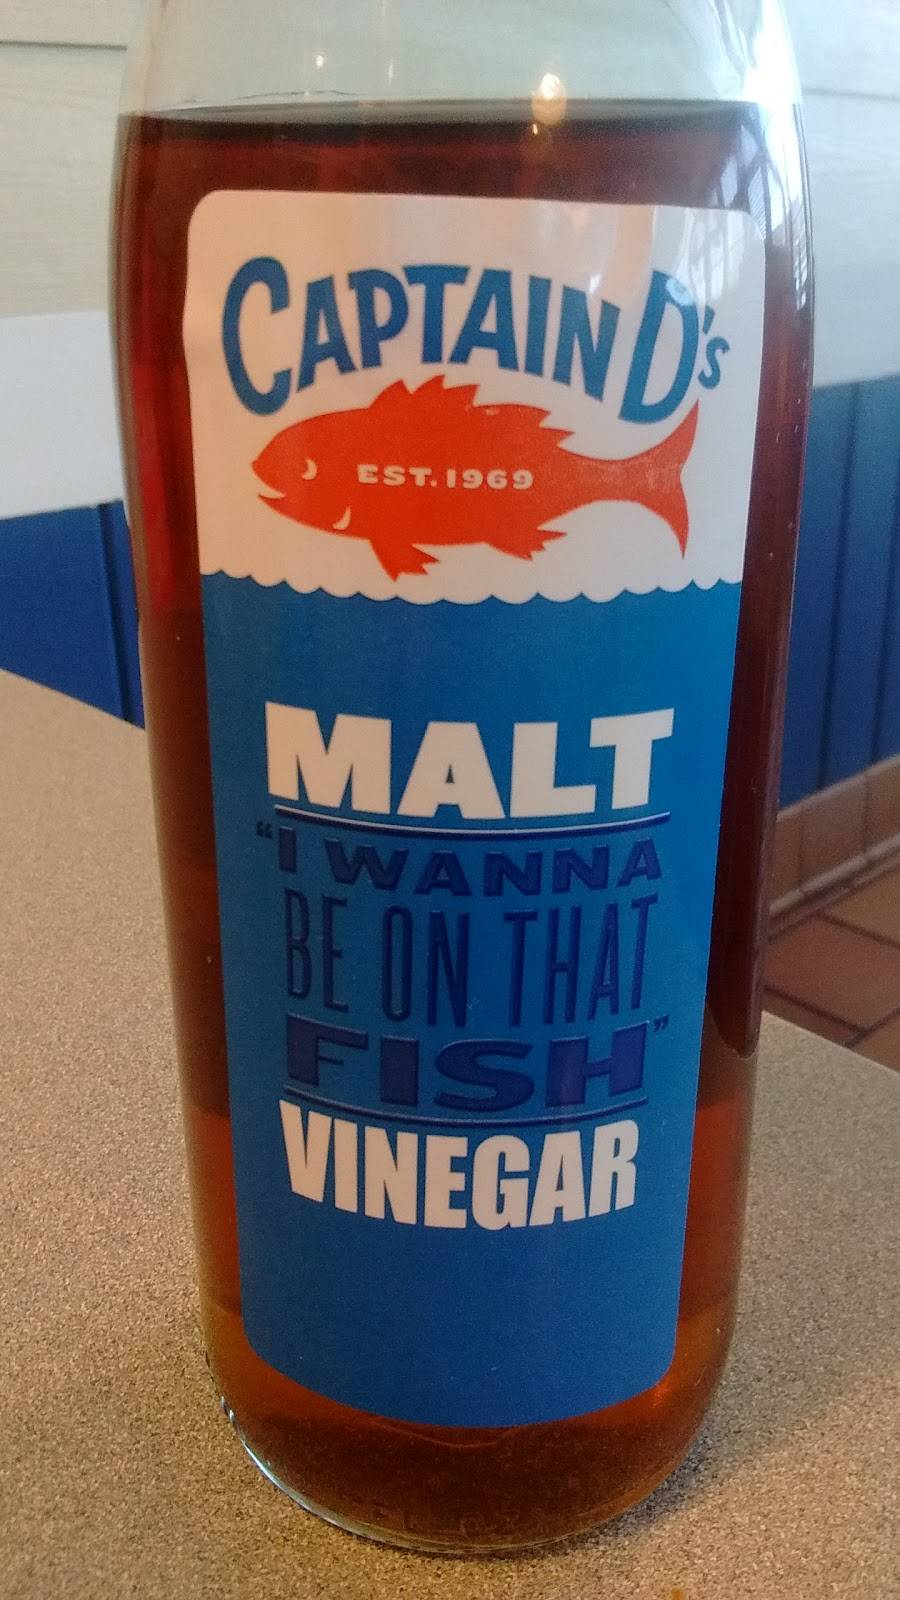 CAPTAIN D's
EST. 1969
MALT
"I WANNA
BE ON THAT
FISH"
VINEGAR